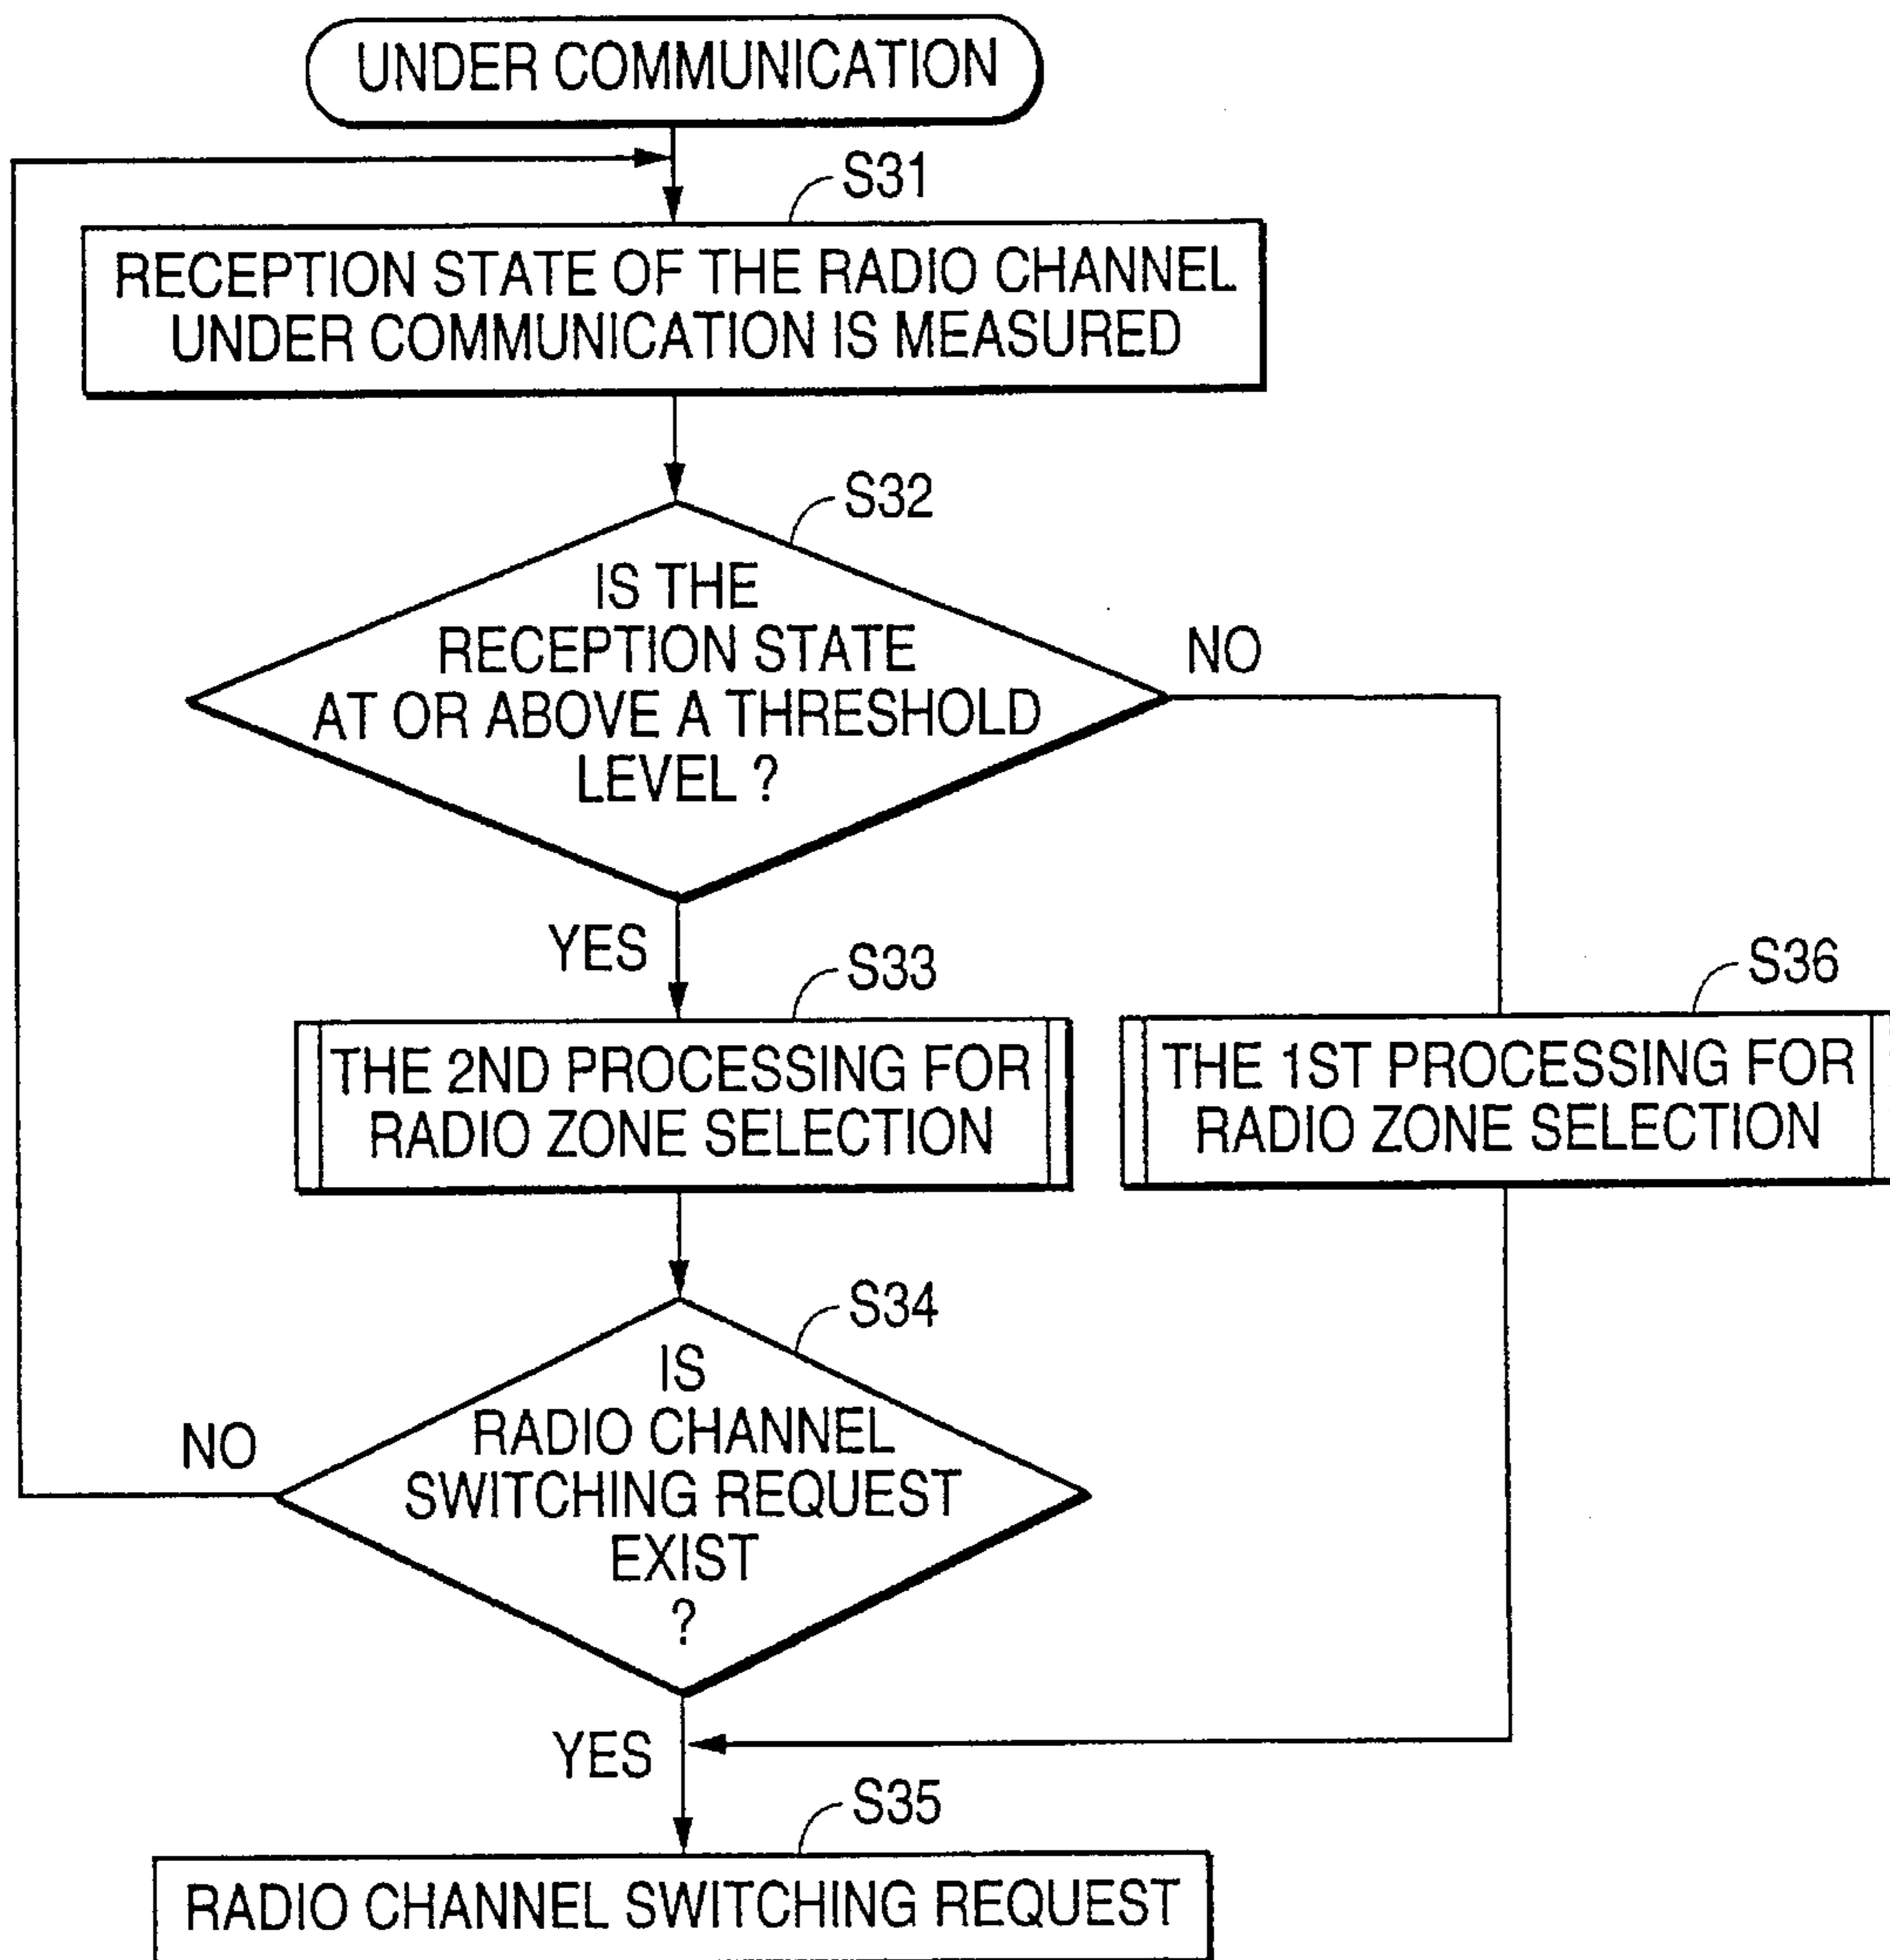 UNDER COMMUNICATION
S31
RECEPTION STATE OF THE RADIO CHANNEL
UNDER COMMUNICATION IS MEASURED
S32
IS THE
RECEPTION STATE
AT OR ABOVE A THRESHOLD
LEVEL ?
NO
YES
S33
THE 2ND PROCESSING FOR
RADIO ZONE SELECTION
S36
THE 1ST PROCESSING FOR
RADIO ZONE SELECTION
S34
IS
RADIO CHANNEL
SWITCHING REQUEST
EXIST
?
NO
YES
S35
RADIO CHANNEL SWITCHING REQUEST